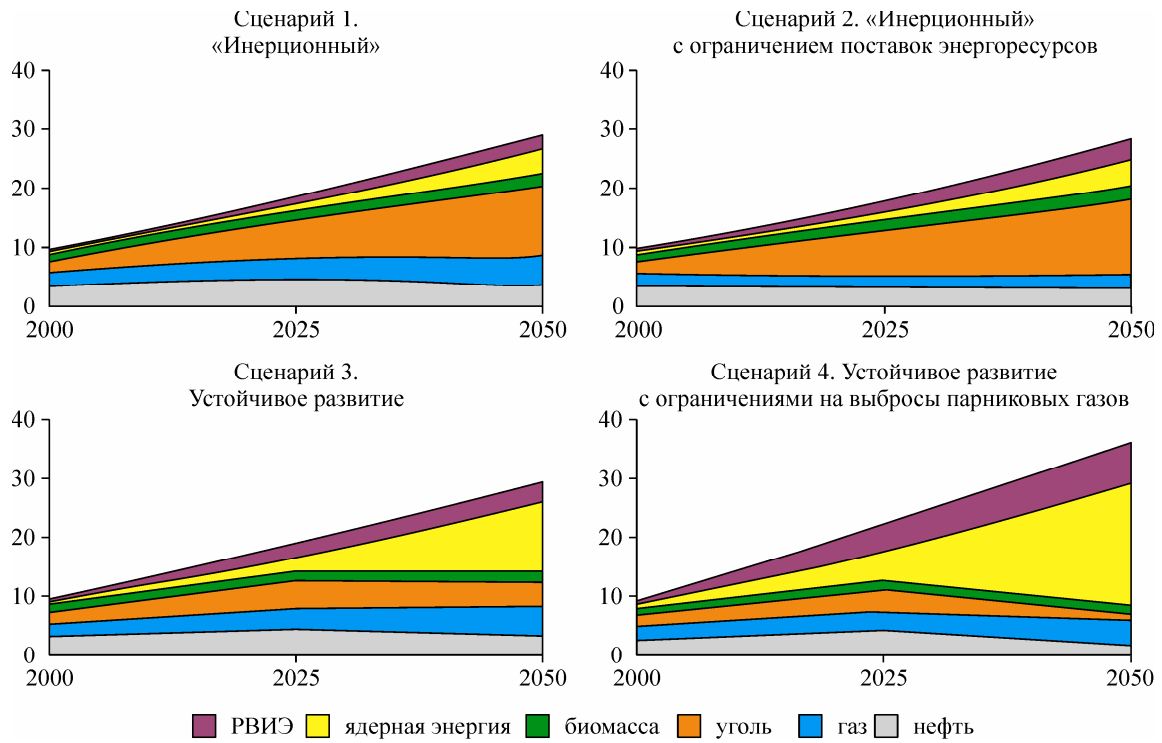 Сценарий 1.
«Инерционный»
40
30
20
10
0
2000
2025
2050
Сценарий 2. «Инерционный»
с ограничением поставок энергоресурсов
40
30
20
10
0
2000
2025
2050
Сценарий 3.
Устойчивое развитие
40
30
20
10
0
2000
2025
2050
Сценарий 4. Устойчивое развитие
с ограничениями на выбросы парниковых газов
40
30
20
10
0
2000
2025
2050
РВИЭ
ядерная энергия
биомасса
уголь
газ
нефть